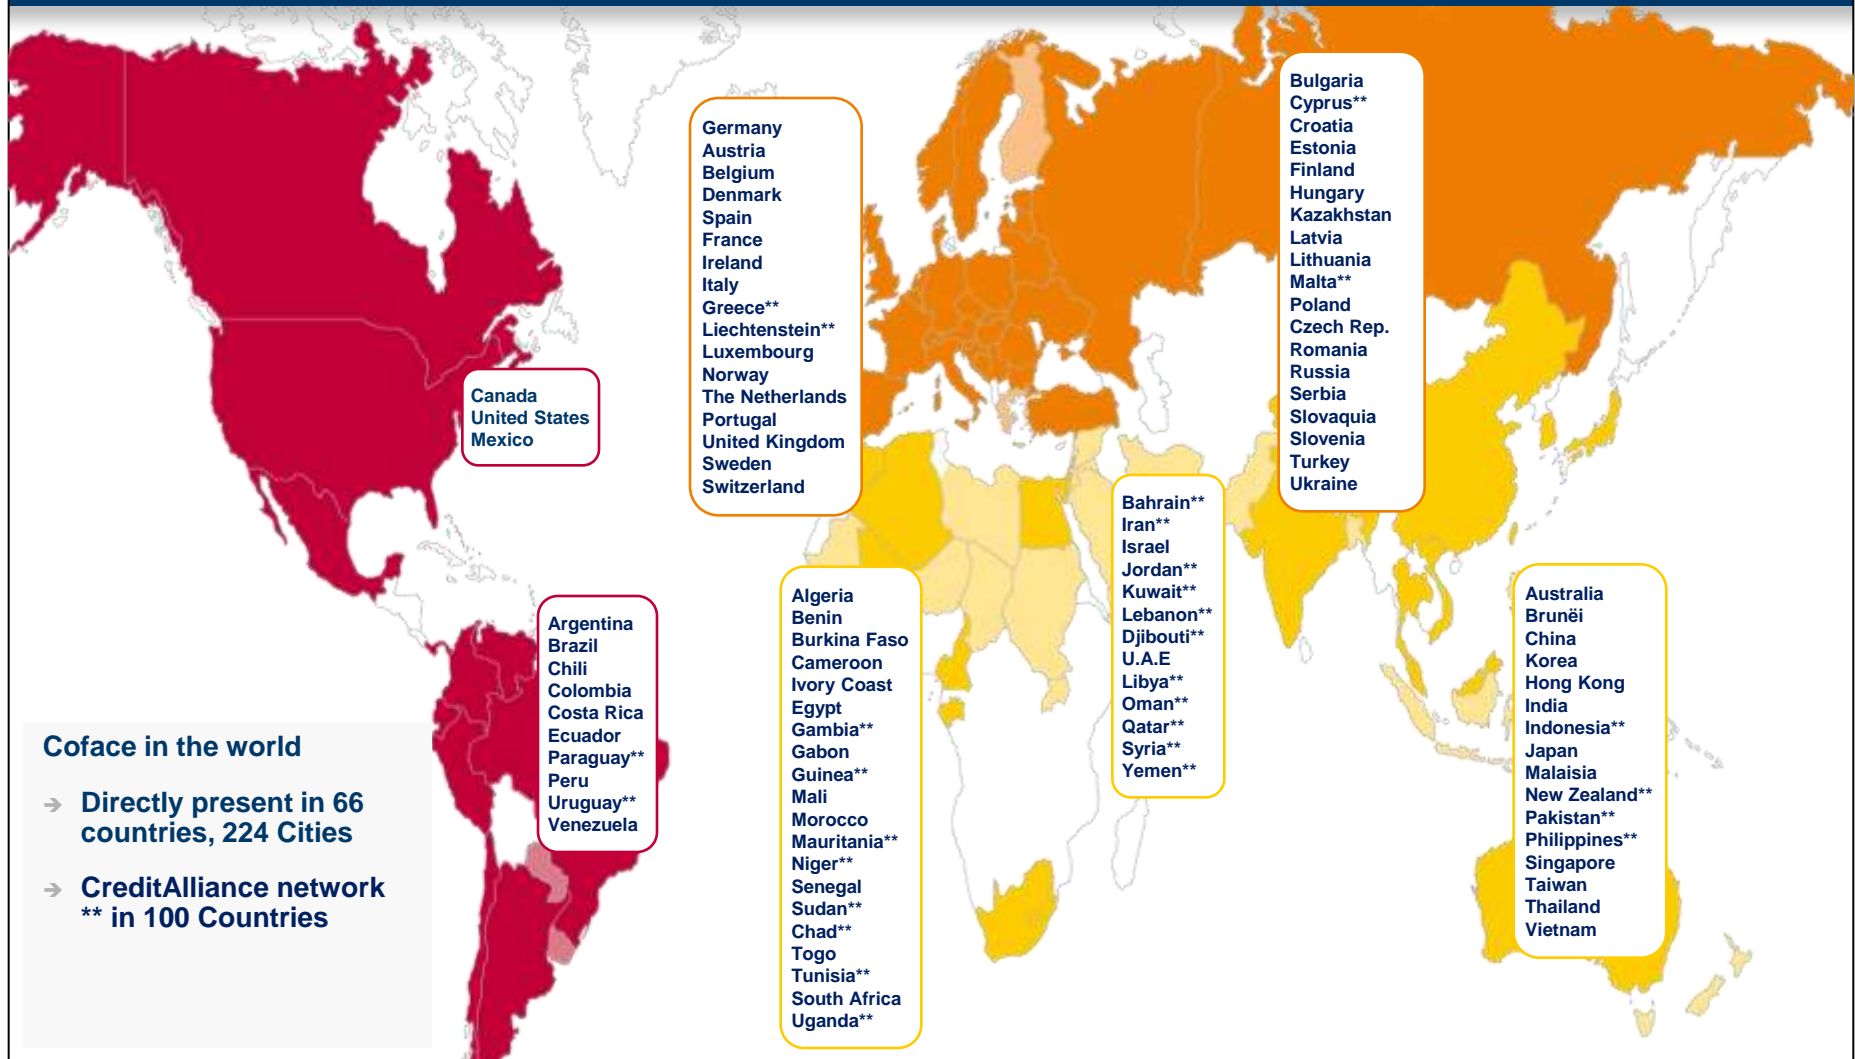 Germany
Austria
Belgium
Denmark
Spain
France
Ireland
Italy
Greece**
Liechtenstein**
Luxembourg
Norway
The Netherlands
Portugal
United Kingdom
Sweden
Switzerland
Bulgaria
Cyprus**
Croatia
Estonia
Finland
Hungary
Kazakhstan
Latvia
Lithuania
Malta**
Poland
Czech Rep.
Romania
Russia
Serbia
Slovaquia
Slovenia
Turkey
Ukraine
Canada
United States
Mexico
Bahrain**
Iran**
Israel
Jordan**
Kuwait**
Lebanon**
Djibouti**
U.A.E
Libya**
Oman**
Qatar**
Syria**
Yemen**
Argentina
Brazil
Chili
Colombia
Costa Rica
Ecuador
Paraguay**
Peru
Uruguay**
Venezuela
Algeria
Benin
Burkina Faso
Cameroon
Ivory Coast
Egypt
Gambia**
Gabon
Guinea**
Mali
Morocco
Mauritania**
Niger**
Senegal
Sudan**
Chad**
Togo
Tunisia**
South Africa
Uganda**
Australia
Brunëi
China
Korea
Hong Kong
India
Indonesia**
Japan
Malaisia
New Zealand**
Pakistan**
Philippines**
Singapore
Taiwan
Thailand
Vietnam
Coface in the world
→ Directly present in 66
countries, 224 Cities
→ CreditAlliance network
** in 100 Countries